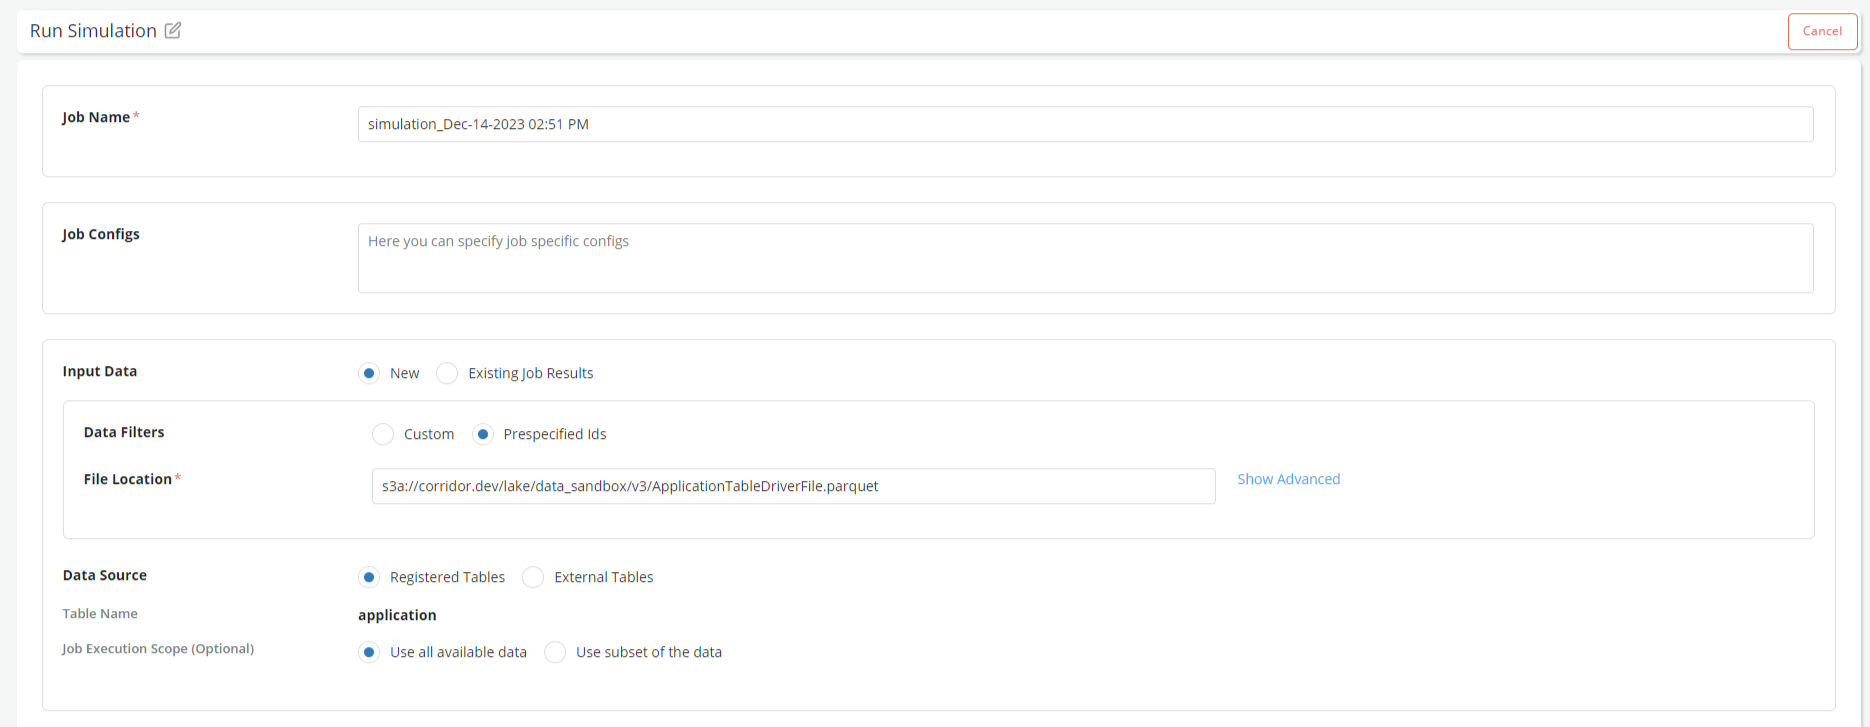 Run Simulation
Cancel
Job Name *
simulation_Dec-14-2023 02:51 PM
Job Configs
Here you can specify job specific configs
Input Data
New
Existing Job Results
Data Filters
Custom
Prespecified Ids
File Location *
s3a://corridor.dev/lake/data_sandbox/v3/ApplicationTableDriverFile.parquet
Show Advanced
Data Source
Registered Tables
External Tables
Table Name
application
Job Execution Scope (Optional)
Use all available data
Use subset of the data